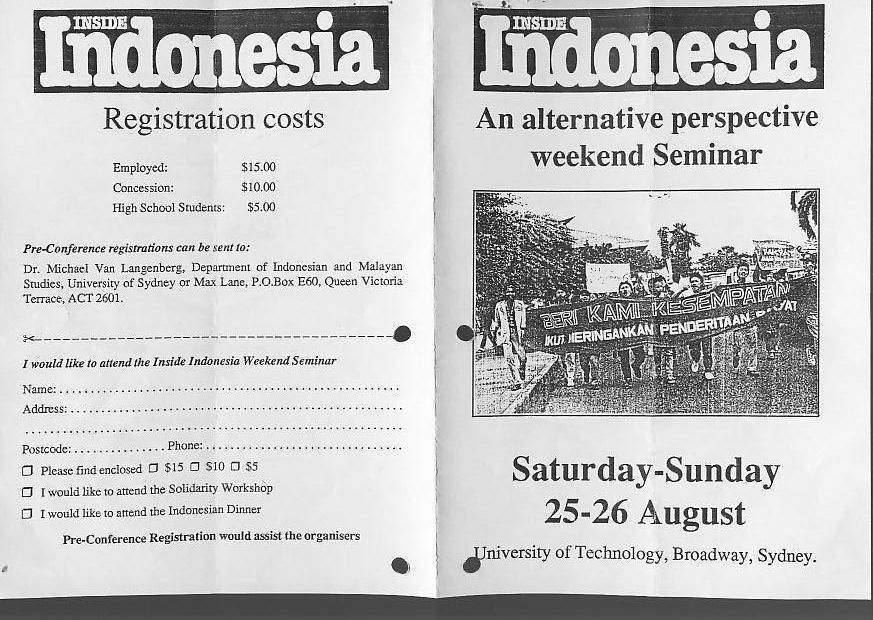 INSIDE
Indonesia
Registration costs
Employed: $15.00
Concession: $10.00
High School Students: $5.00
Pre-Conference registrations can be sent to:
Dr. Michael Van Langenberg, Department of Indonesian and Malayan
Studies, University of Sydney or Max Lane, P.O.Box E60, Queen Victoria
Terrace, ACT 2601.
I would like to attend the Inside Indonesia Weekend Seminar
Name:
Address:
Postcode: Phone:
Please find enclosed $15 $10 $5
I would like to attend the Solidarity Workshop
I would like to attend the Indonesian Dinner
Pre-Conference Registration would assist the organisers
INSIDE
Indonesia
An alternative perspective
weekend Seminar
BERI KAMI KESEMPATAN
IKUT MERINGANKAN PENDERITAAN
Saturday-Sunday
25-26 August
University of Technology, Broadway, Sydney.